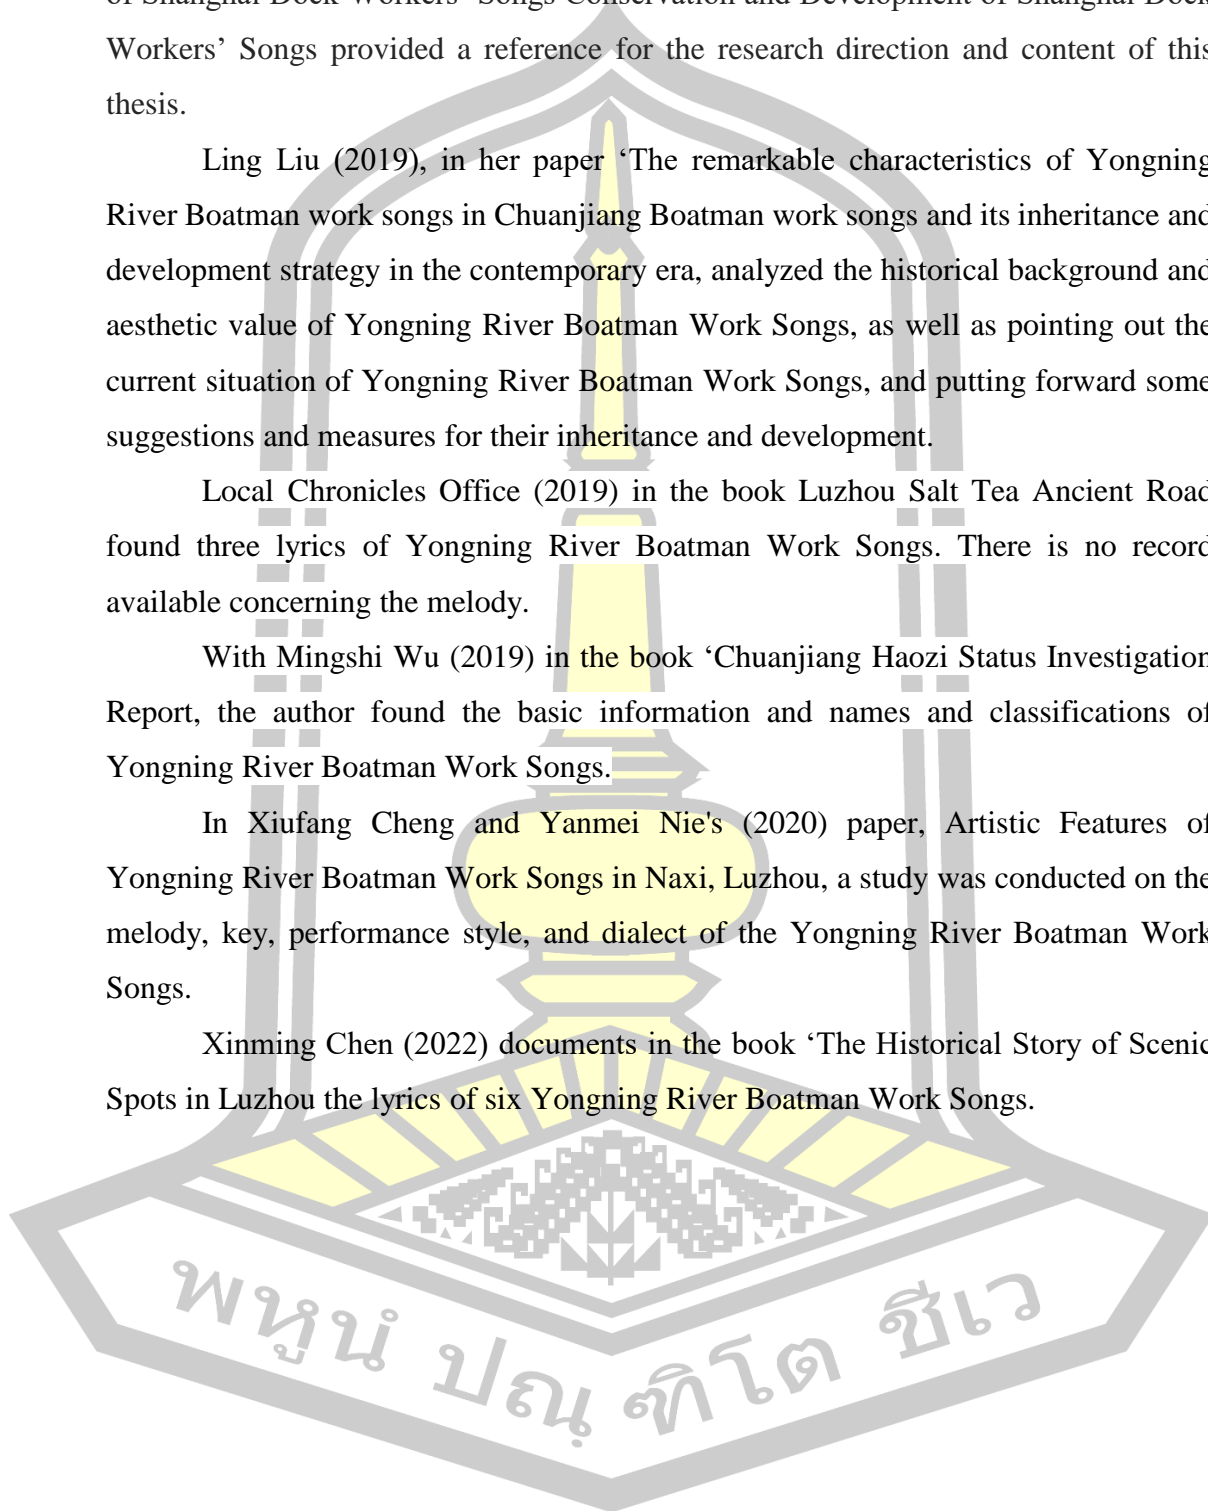 of Shanghai Dock Workers' Songs Conservation and Development of Shanghai Dock
Workers’ Songs provided a reference for the research direction and content of this
thesis.
Ling Liu (2019), in her paper ‘The remarkable characteristics of Yongning
River Boatman work songs in Chuanjiang Boatman work songs and its inheritance and
development strategy in the contemporary era, analyzed the historical background and
aesthetic value of Yongning River Boatman Work Songs, as well as pointing out the
current situation of Yongning River Boatman Work Songs, and putting forward some
suggestions and measures for their inheritance and development.
Local Chronicles Office (2019) in the book Luzhou Salt Tea Ancient Road
found three lyrics of Yongning River Boatman Work Songs. There is no record
available concerning the melody.
With Mingshi Wu (2019) in the book ‘Chuanjiang Haozi Status Investigation
Report, the author found the basic information and names and classifications of
Yongning River Boatman Work Songs.
In Xiufang Cheng and Yanmei Nie's (2020) paper, Artistic Features of
Yongning River Boatman Work Songs in Naxi, Luzhou, a study was conducted on the
melody, key, performance style, and dialect of the Yongning River Boatman Work
Songs.
Xinming Chen (2022) documents in the book ‘The Historical Story of Scenic
Spots in Luzhou the lyrics of six Yongning River Boatman Work Songs.
พหูนํ ปณฺฑิโต ชีเว